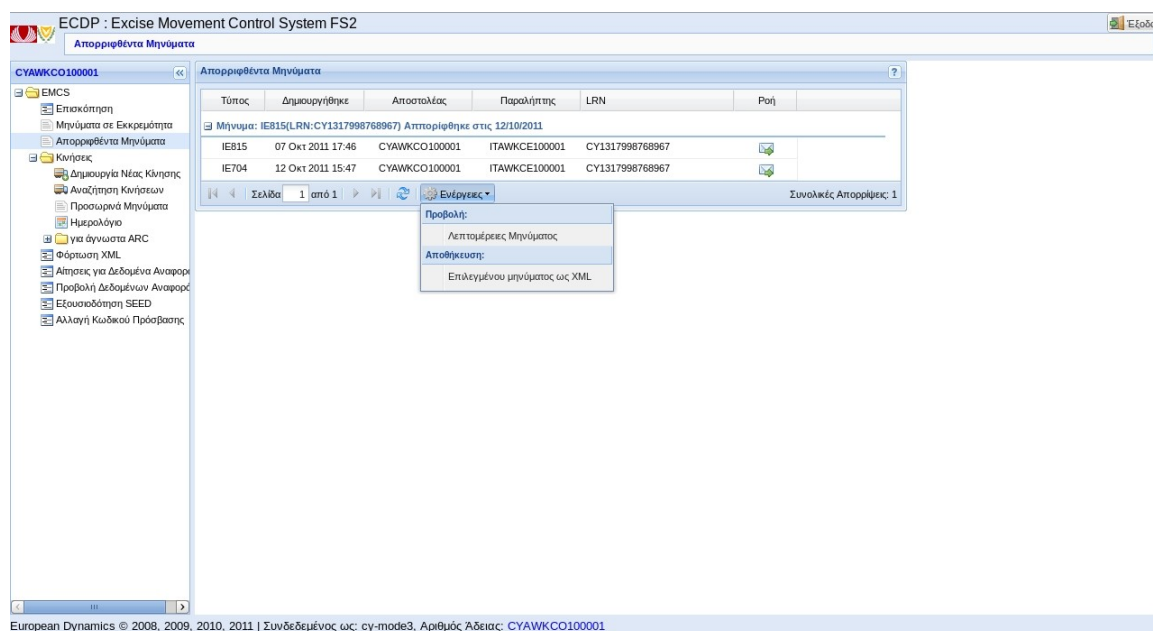 ECDP : Excise Movement Control System FS2
Έξοδο
Απορριφθέντα Μηνύματα
CYAWKCO100001
EMCS
Επισκόπηση
Μηνύματα σε Εκκρεμότητα
Απορριφθέντα Μηνύματα
Κινήσεις
Δημιουργία Νέας Κίνησης
Αναζήτηση Κινήσεων
Προσωρινά Μηνύματα
Ημερολόγιο
για άγνωστα ARC
Φόρτωση XML
Αίτησεις για Δεδομένα Αναφορ
Προβολή Δεδομένων Αναφορά
Εξουσιοδότηση SEED
Αλλαγή Κωδικού Πρόσβασης
Απορριφθέντα Μηνύματα
Τύπος Δημιουργήθηκε Αποστολέας Παραλήπτης LRN Ροή
Μήνυμα: IE815(LRN:CY1317998768967) Απποριφθηκε στις 12/10/2011
IE815 07 Οκτ 2011 17:46 CYAWKCO100001 ITAWKCE100001 CY1317998768967
IE704 12 Οκτ 2011 15:47 CYAWKCO100001 ITAWKCE100001 CY1317998768967
Σελίδα 1 από 1 Ενέργειες Συνολικές Απορρίψεις: 1
Προβολή:
Λεπτομέρειες Μηνύματος
Αποθήκευση:
Επιλεγμένου μηνύματος ως XML
European Dynamics © 2008, 2009, 2010, 2011 | Συνδεδεμένος ως: cy-mode3, Αριθμός Άδειας: CYAWKCO100001